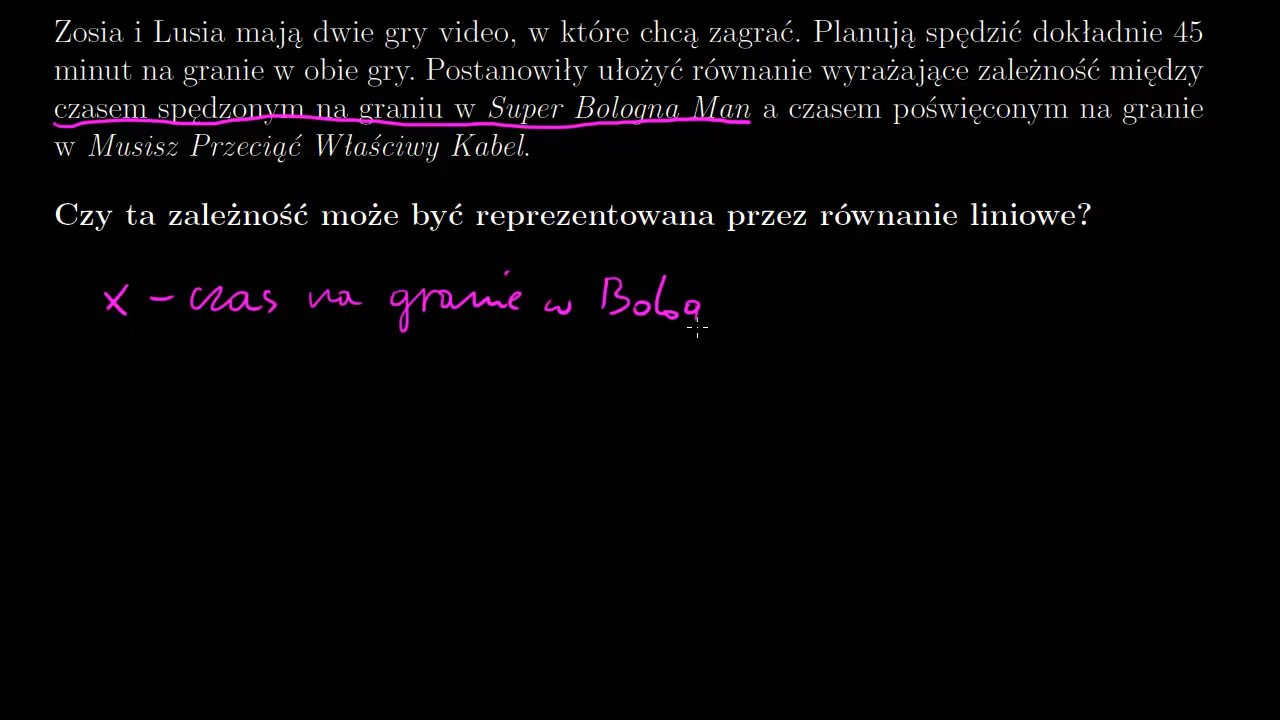 Zosia i Lusia mają dwie gry video, w które chcą zagrać. Planują spędzić dokładnie 45
minut na granie w obie gry. Postanowiły ułożyć równanie wyrażające zależność między
czasem spędzonym na graniu w Super Bologna Man a czasem poświęconym na granie
w Musisz Przeciąć Właściwy Kabel.
Czy ta zależność może być reprezentowana przez równanie liniowe?
x - czas na granie w Bolog